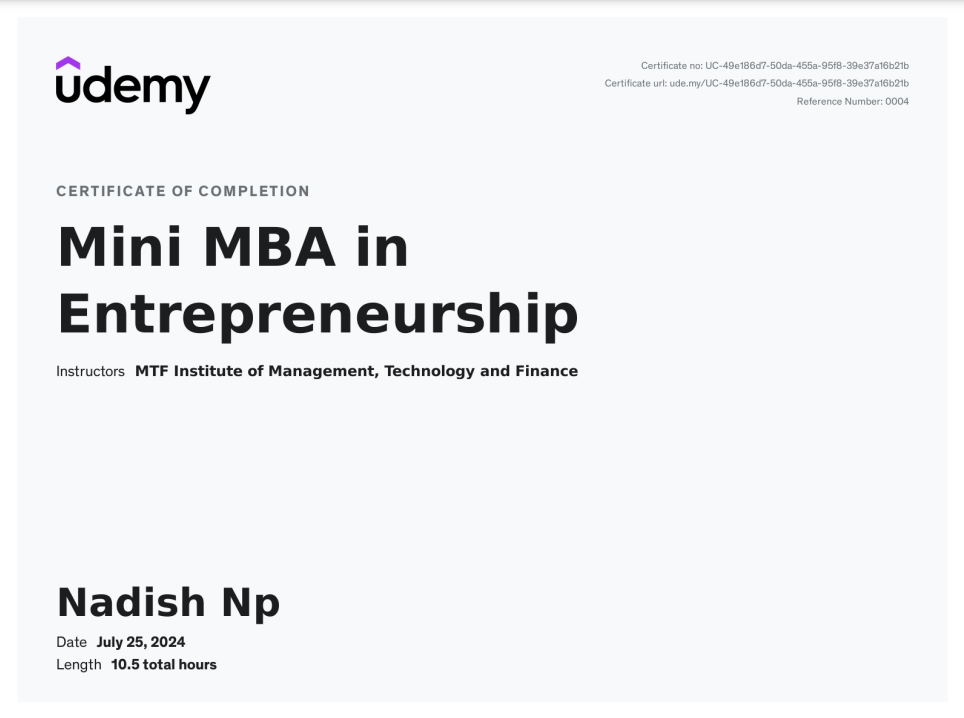 udemy
Certificate no: UC-49e186d7-50da-455a-95f8-39e37a16b21b
Certificate url: ude.my/UC-49e186d7-50da-455a-95f8-39e37a16b21b
Reference Number: 0004
CERTIFICATE OF COMPLETION
Mini MBA in
Entrepreneurship
Instructors MTF Institute of Management, Technology and Finance
Nadish Np
Date July 25, 2024
Length 10.5 total hours